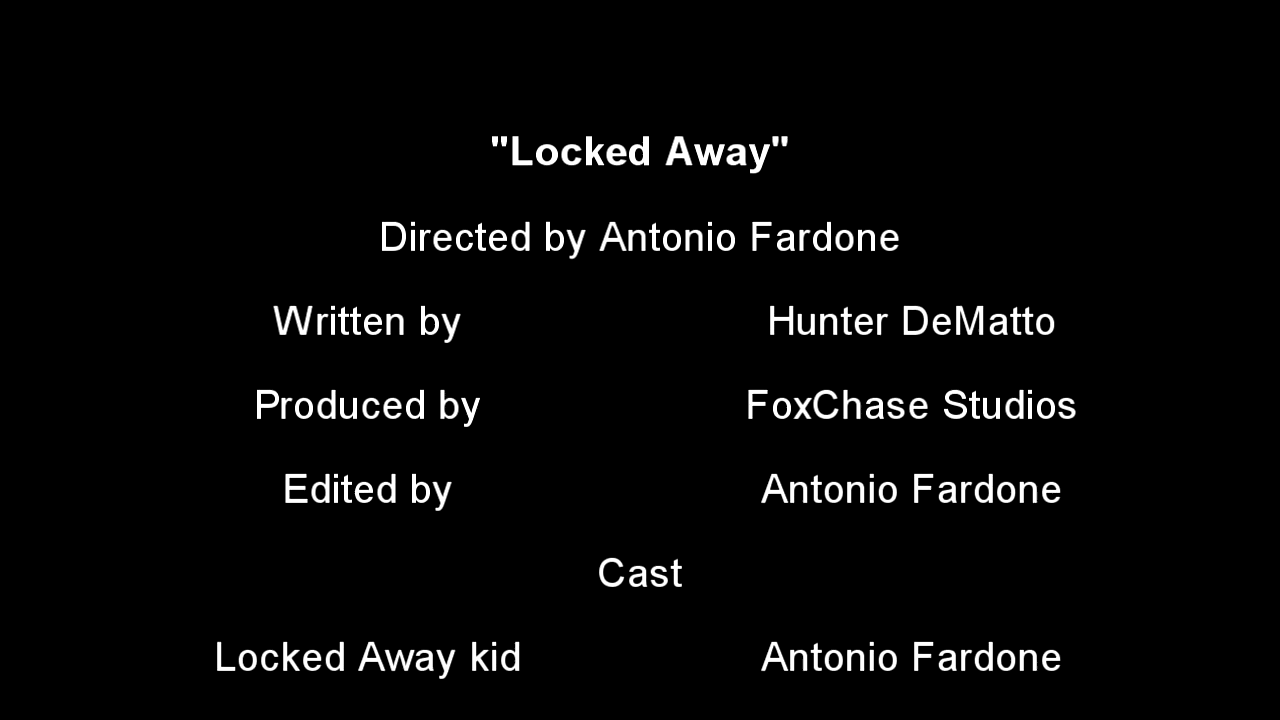 "Locked Away"
Directed by Antonio Fardone
Written by Hunter DeMatto
Produced by FoxChase Studios
Edited by Antonio Fardone
Cast
Locked Away kid Antonio Fardone